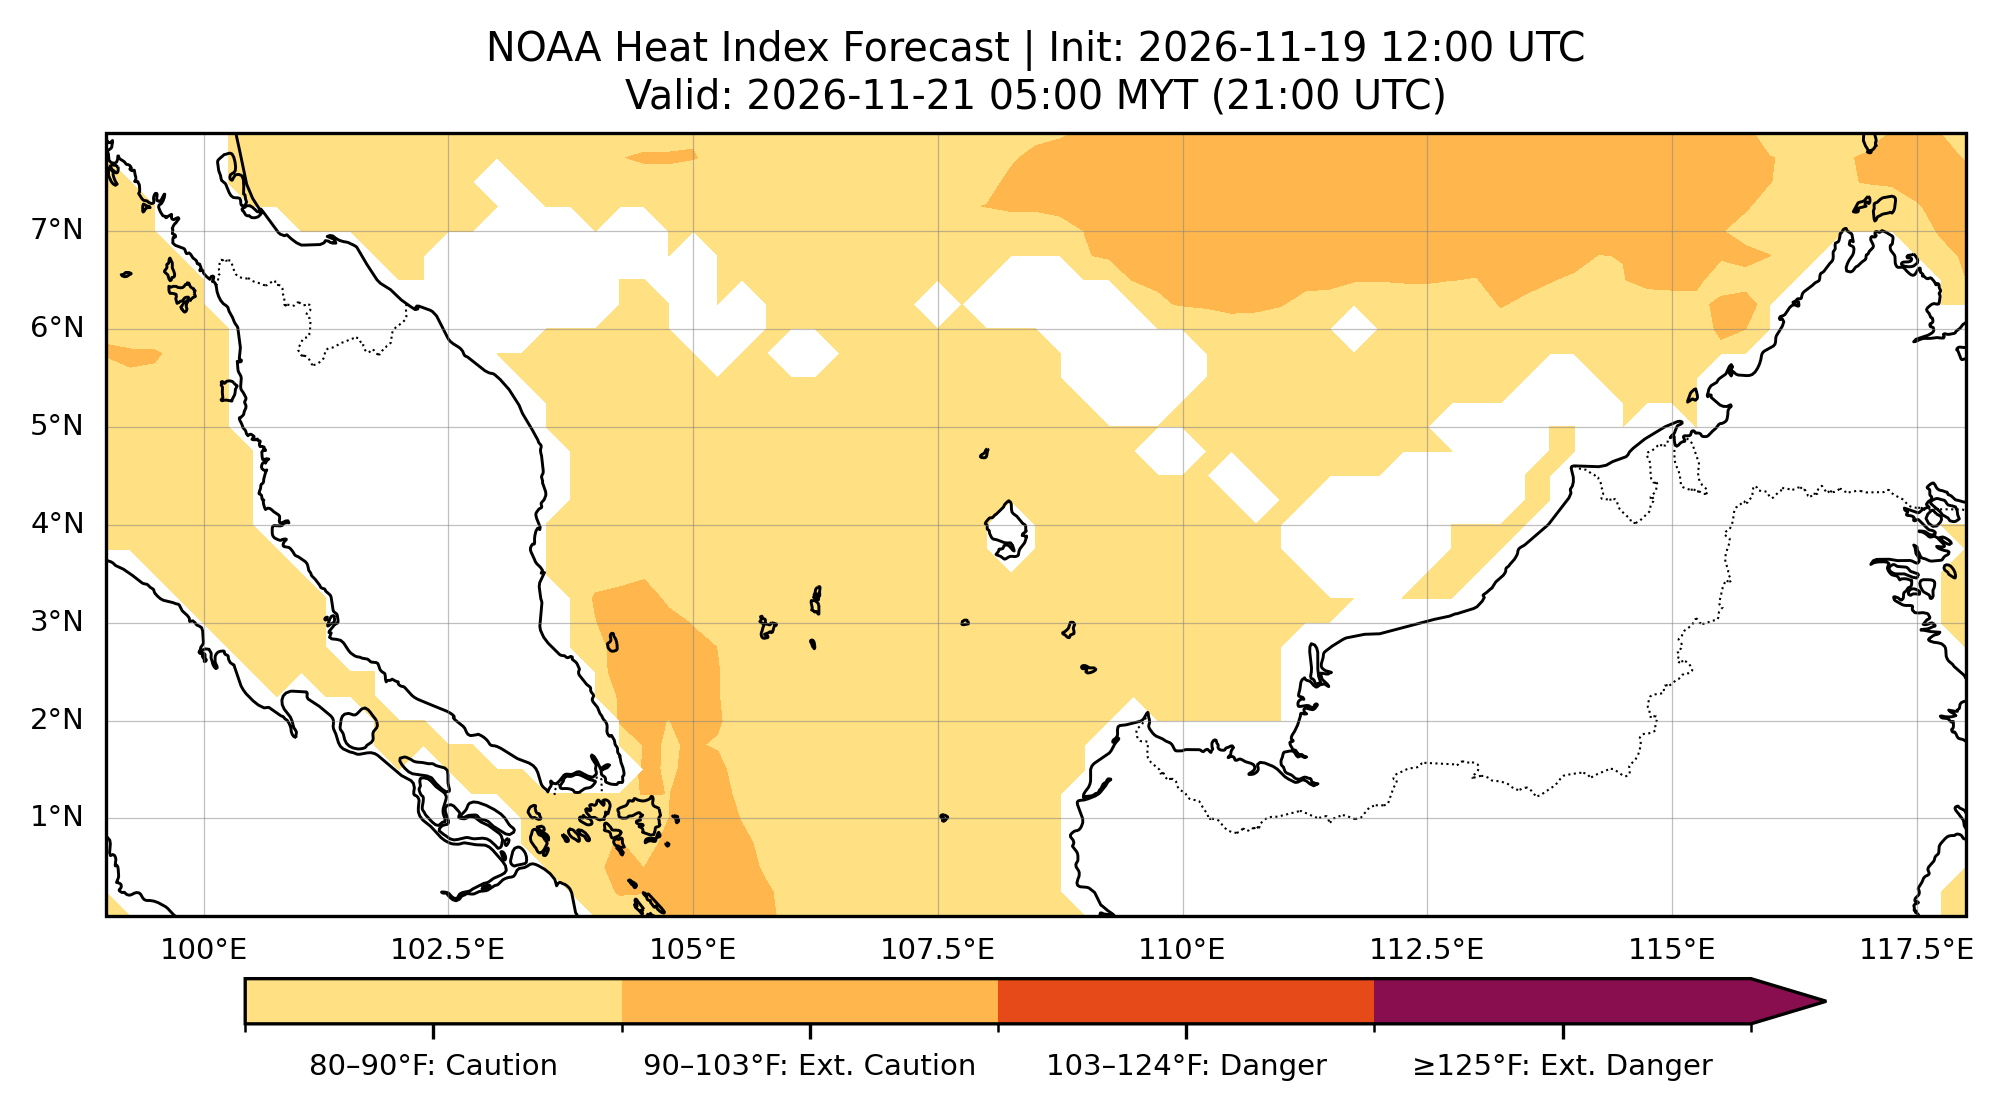 NOAA Heat Index Forecast | Init: 2026-11-19 12:00 UTC
Valid: 2026-11-21 05:00 MYT (21:00 UTC)
7°N
6°N
5°N
4°N
3°N
2°N
1°N
100°E
102.5°E
105°E
107.5°E
110°E
112.5°E
115°E
117.5°E
80–90°F: Caution
90–103°F: Ext. Caution
103–124°F: Danger
≥125°F: Ext. Danger